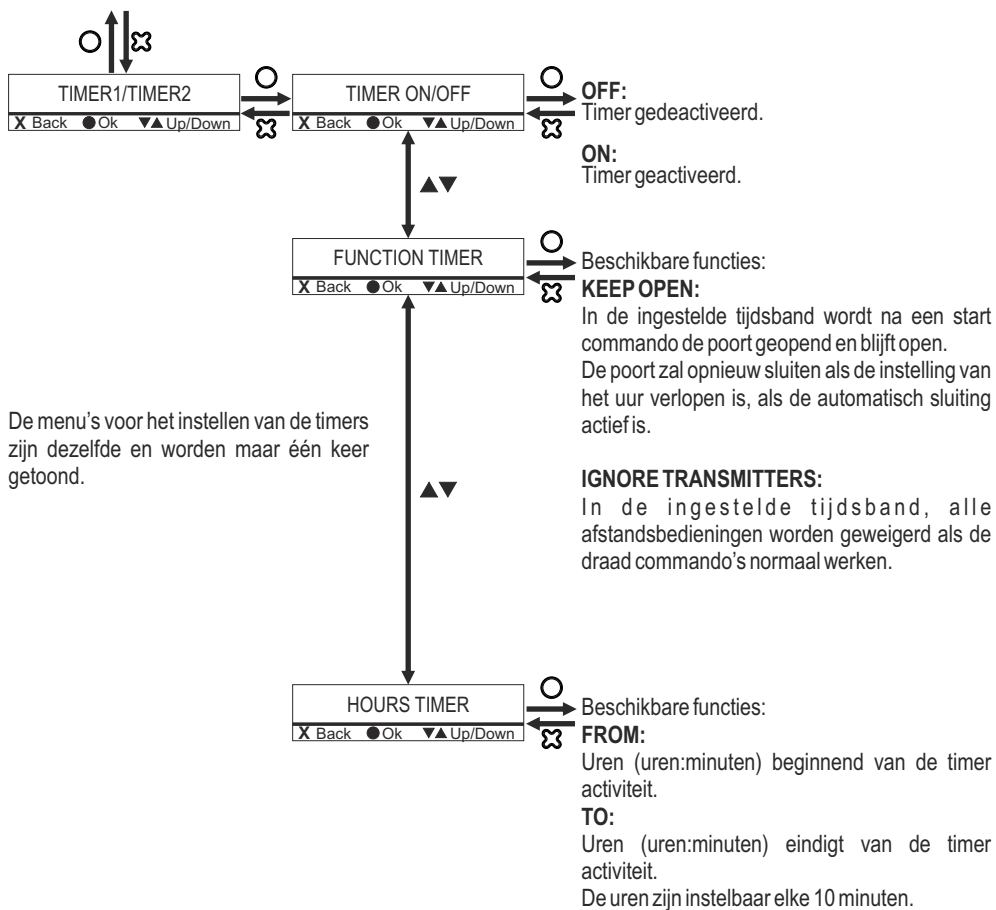 TIMER1/TIMER2
X Back ●Ok ▼▲Up/Down
TIMER ON/OFF
X Back ●Ok ▼▲Up/Down
OFF:
Timer gedeactiveerd.
ON:
Timer geactiveerd.
▲▼
FUNCTION TIMER
X Back ●Ok ▼▲Up/Down
Beschikbare functies:
KEEP OPEN:
In de ingestelde tijdsband wordt na een start
commando de poort geopend en blijft open.
De poort zal opnieuw sluiten als de instelling van
het uur verlopen is, als de automatisch sluiting
actief is.
De menu's voor het instellen van de timers
zijn dezelfde en worden maar één keer
getoond.
▲▼
IGNORE TRANSMITTERS:
In de ingestelde tijdsband, alle
afstandsbedieningen worden geweigerd als de
draad commando's normaal werken.
HOURS TIMER
X Back ●Ok ▼▲Up/Down
Beschikbare functies:
FROM:
Uren (uren:minuten) beginnend van de timer
activiteit.
TO:
Uren (uren:minuten) eindigt van de timer
activiteit.
De uren zijn instelbaar elke 10 minuten.